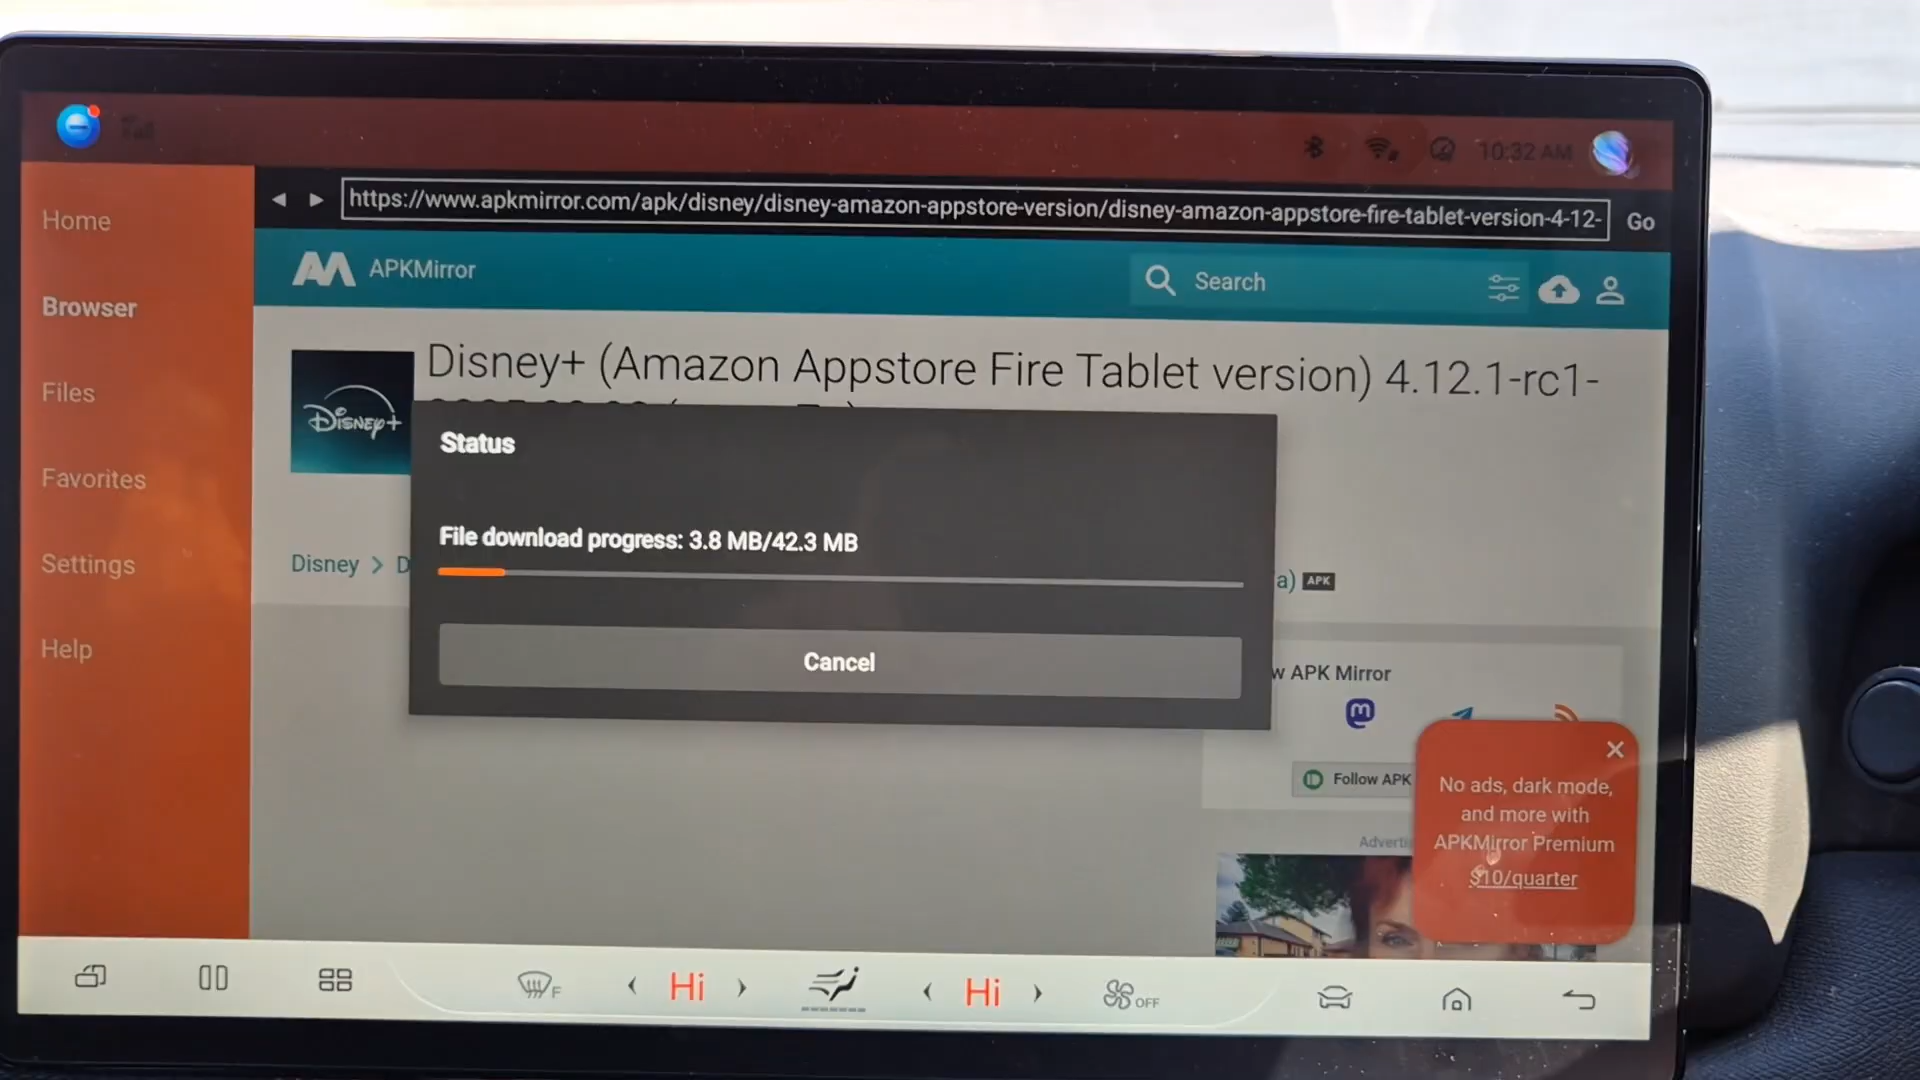 10:32 AM
Home
https://www.apkmirror.com/apk/disney/disney-amazon-appstore-version/disney-amazon-appstore-fire-tablet-version-4-12-
Go
APKMirror
Search
Browser
Disney+
Disney+ (Amazon Appstore Fire Tablet version) 4.12.1-rc1-
Files
Status
Favorites
File download progress: 3.8 MB/42.3 MB
Settings
Disney > D
a) APK
Help
Cancel
w APK Mirror
Follow APK
No ads, dark mode,
and more with
APKMirror Premium
$10/quarter
Adverti
F
Hi
Hi
OFF